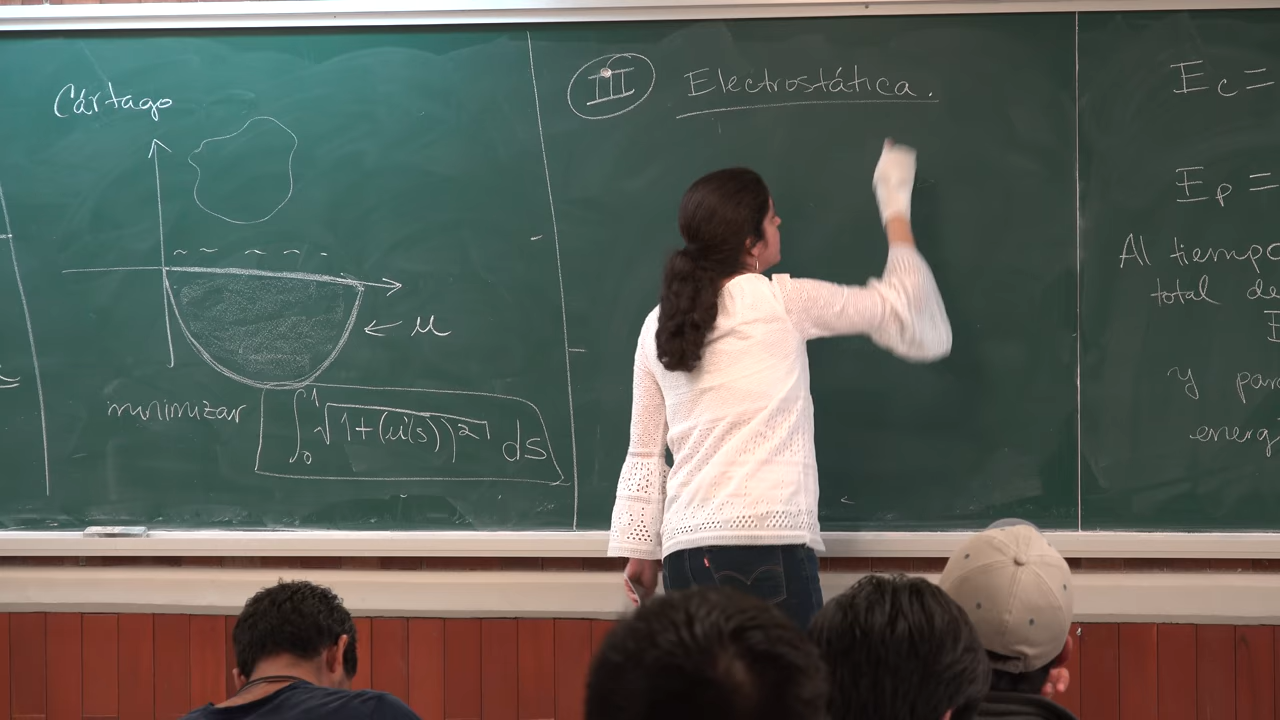 Cártago
← u
minimizar
∫₀¹ √1+(u'(s))² ds
III Electrostática.
E_c =
E_p =
Al tiempo
total de
E
y para
energ